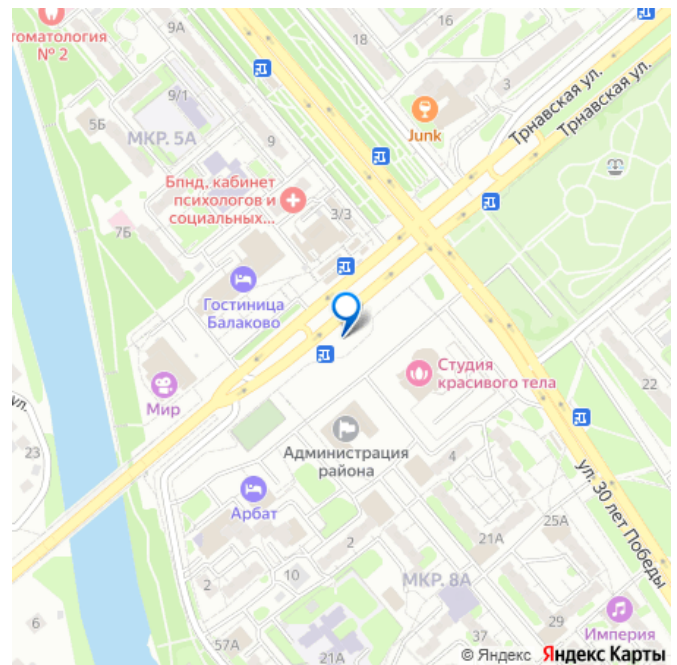 томатология
№ 2
9А
18
16
9/1
3
5Б
МКР. 5А
9
Junk
Трнавская ул.
Трнавская ул.
Бпнд, кабинет
психологов и
социальных...
3/3
7Б
Гостиница
Балаково
Студия
красивого тела
22
Мир
ул.
23
Администрация
района
4
Арбат
ул. 30 лет Победы
25А
21А
2
10
2
МКР. 8А
6
57А
21А
37
29
Империя
© Яндекс Яндекс Карты